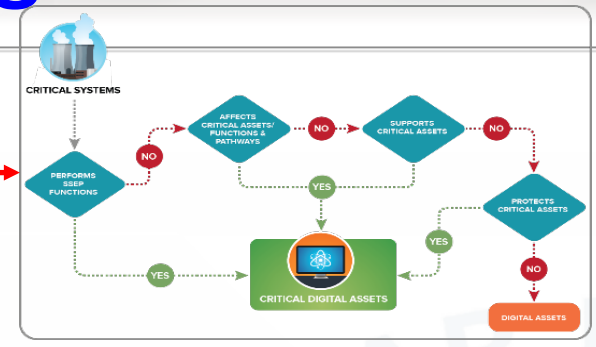 CRITICAL SYSTEMS
PERFORMS
SSEP
FUNCTIONS
NO
AFFECTS
CRITICAL ASSETS/
FUNCTIONS &
PATHWAYS
NO
SUPPORTS
CRITICAL ASSETS
NO
YES
PROTECTS
CRITICAL ASSETS
YES
YES
NO
CRITICAL DIGITAL ASSETS
DIGITAL ASSETS